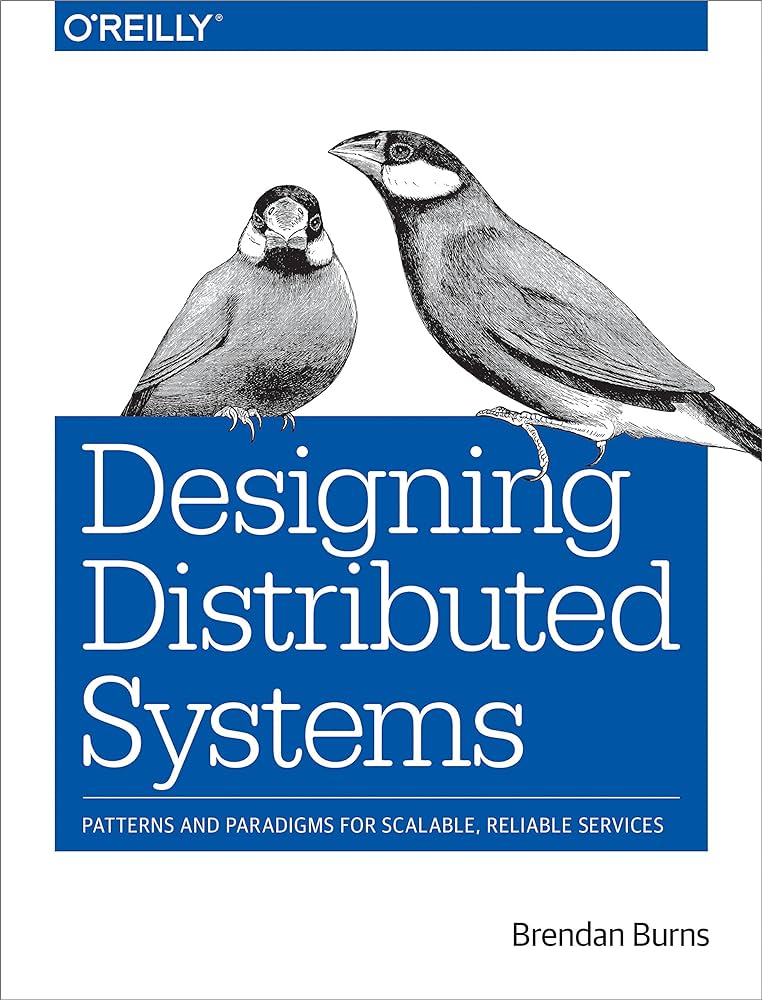 O'REILLY®
Designing
Distributed
Systems
PATTERNS AND PARADIGMS FOR SCALABLE, RELIABLE SERVICES
Brendan Burns